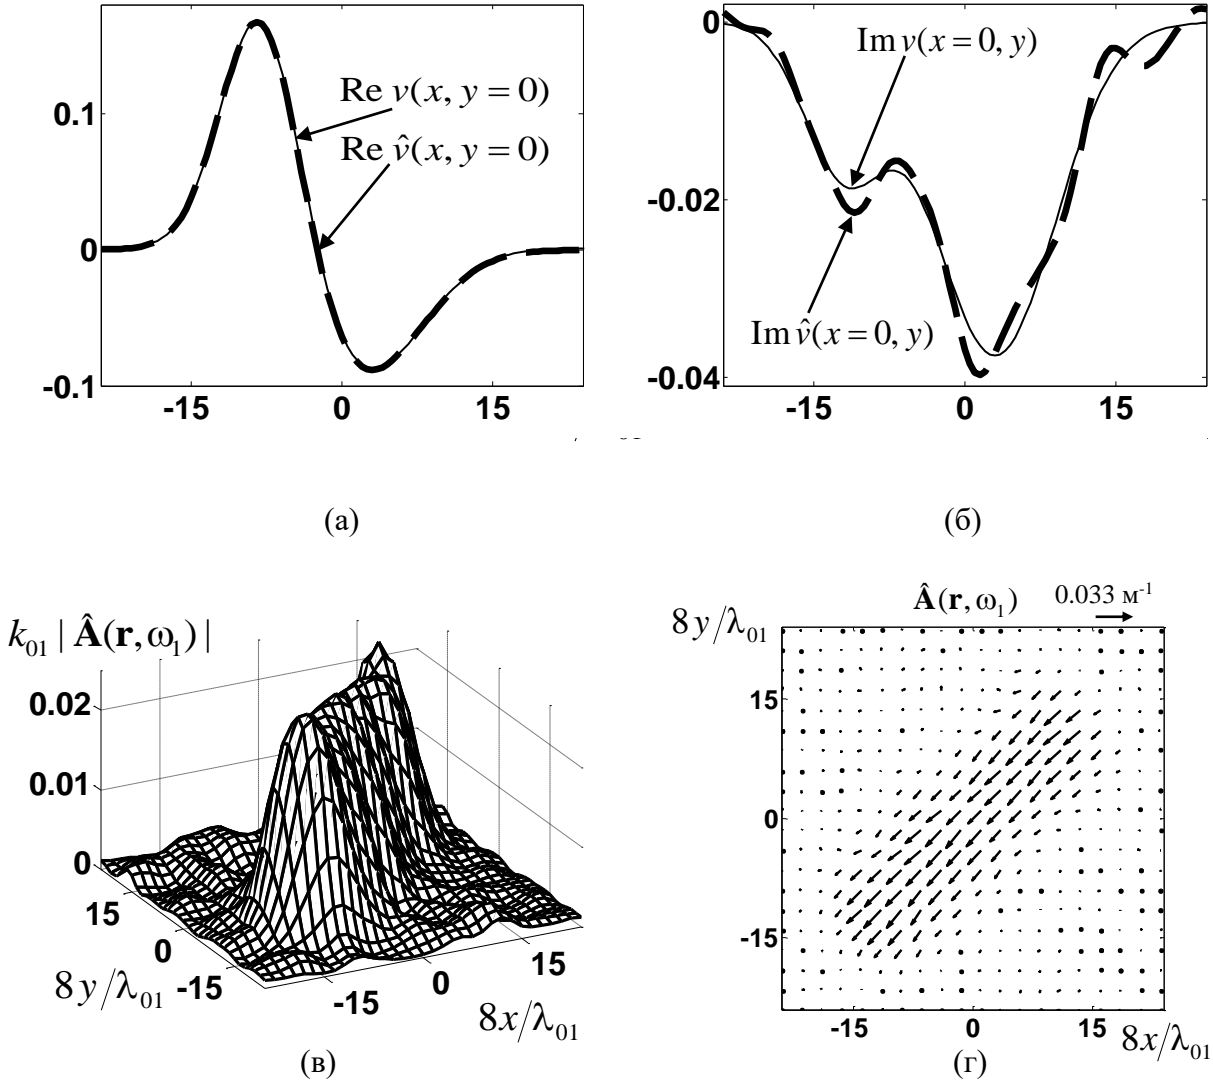 0.1
0
-0.1
-15 0 15
Re v(x, y = 0)
Re v̂(x, y = 0)
(а)
0
-0.02
-0.04
-15 0 15
Im v(x = 0, y)
Im v̂(x = 0, y)
(б)
k₀₁ | Â(r, ω₁) |
0.02
0.01
0
15
0
-15
8y/λ₀₁
-15
0
15
8x/λ₀₁
(в)
Â(r, ω₁) 0.033 м⁻¹
8y/λ₀₁
15
0
-15
-15 0 15
8x/λ₀₁
(г)